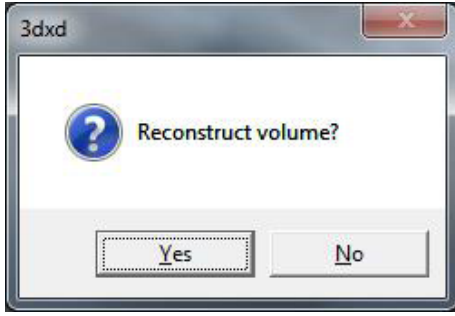 3dxd
Reconstruct volume?
Yes
No